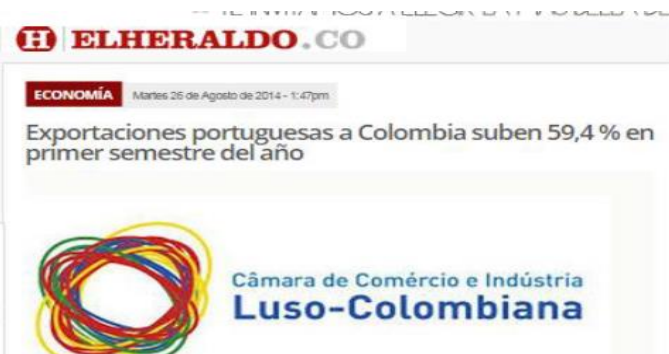 H ELHERALDO.CO
ECONOMÍA Martes 26 de Agosto de 2014 - 1:47pm
Exportaciones portuguesas a Colombia suben 59,4 % en
primer semestre del año
Câmara de Comércio e Indústria
Luso-Colombiana